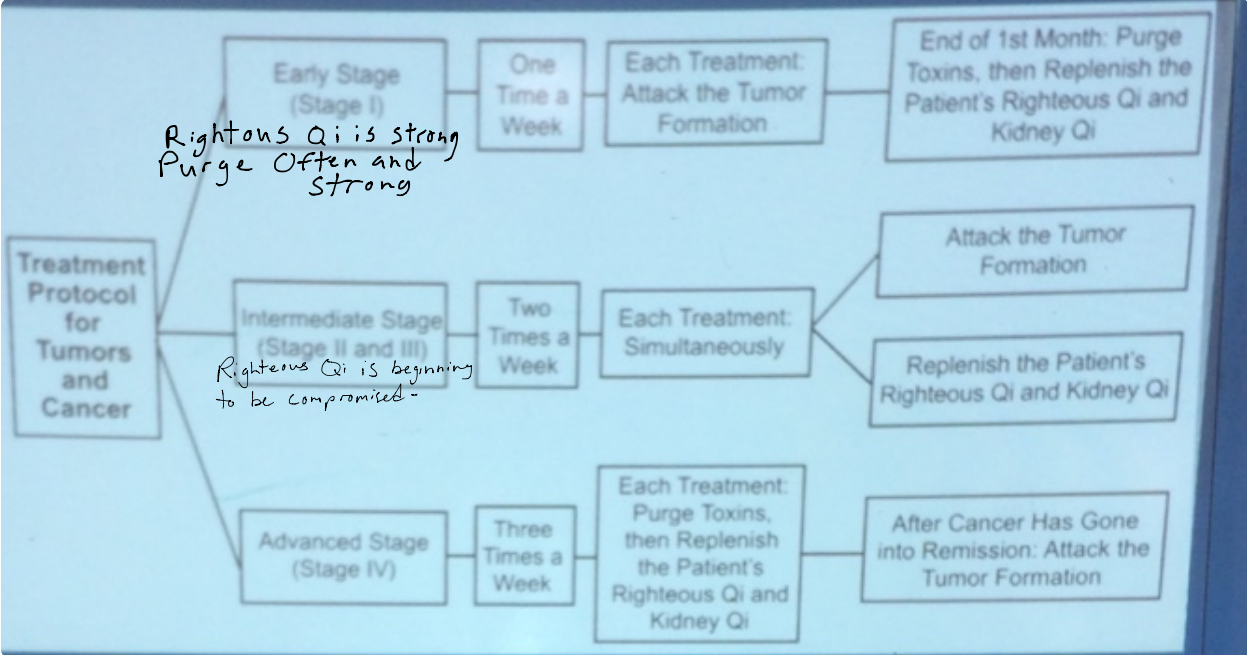 Treatment
Protocol
for
Tumors
and
Cancer
Early Stage
(Stage I)
Rightous Qi is strong
Purge Often and
Strong
One
Time a
Week
Each Treatment:
Attack the Tumor
Formation
End of 1st Month: Purge
Toxins, then Replenish the
Patient's Righteous Qi and
Kidney Qi
Intermediate Stage
(Stage II and III)
Righteous Qi is beginning
to be compromised-
Two
Times a
Week
Each Treatment:
Simultaneously
Attack the Tumor
Formation
Replenish the Patient's
Righteous Qi and Kidney Qi
Advanced Stage
(Stage IV)
Three
Times a
Week
Each Treatment:
Purge Toxins,
then Replenish
the Patient's
Righteous Qi and
Kidney Qi
After Cancer Has Gone
into Remission: Attack the
Tumor Formation